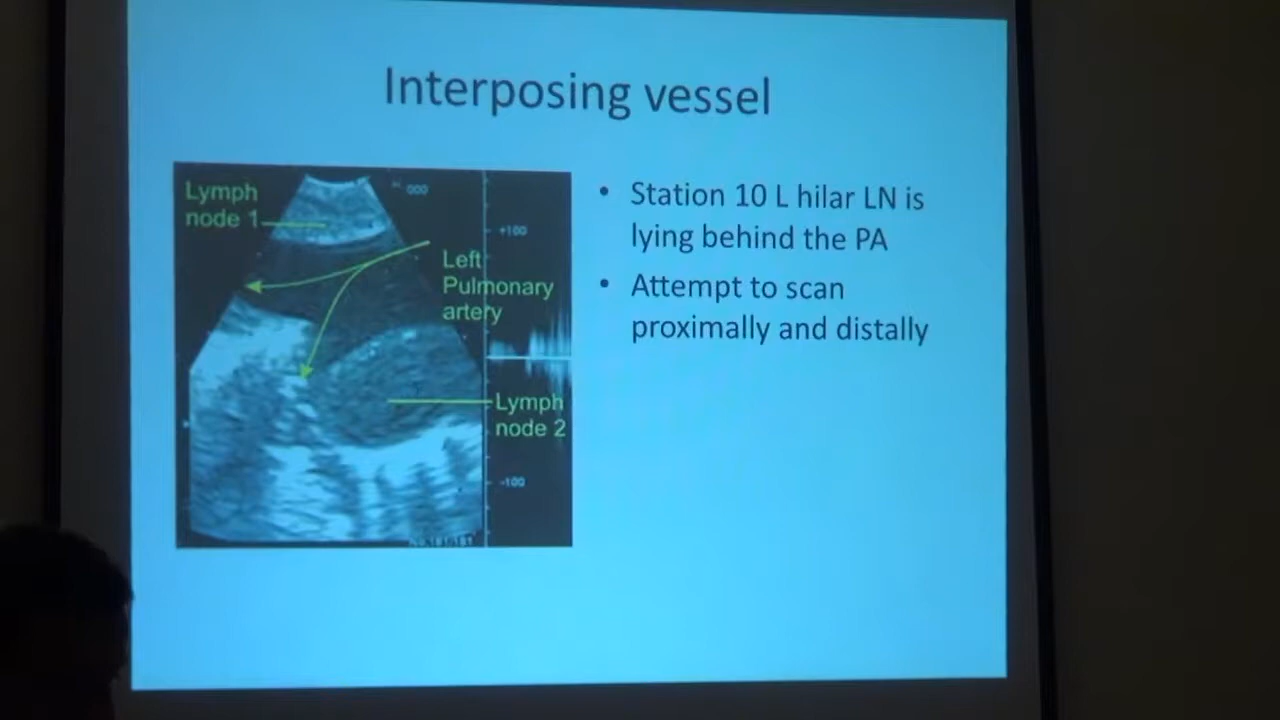 Interposing vessel
Lymph
node 1
000
+100
Left
Pulmonary
artery
Lymph
node 2
-100
• Station 10 L hilar LN is
lying behind the PA
• Attempt to scan
proximally and distally